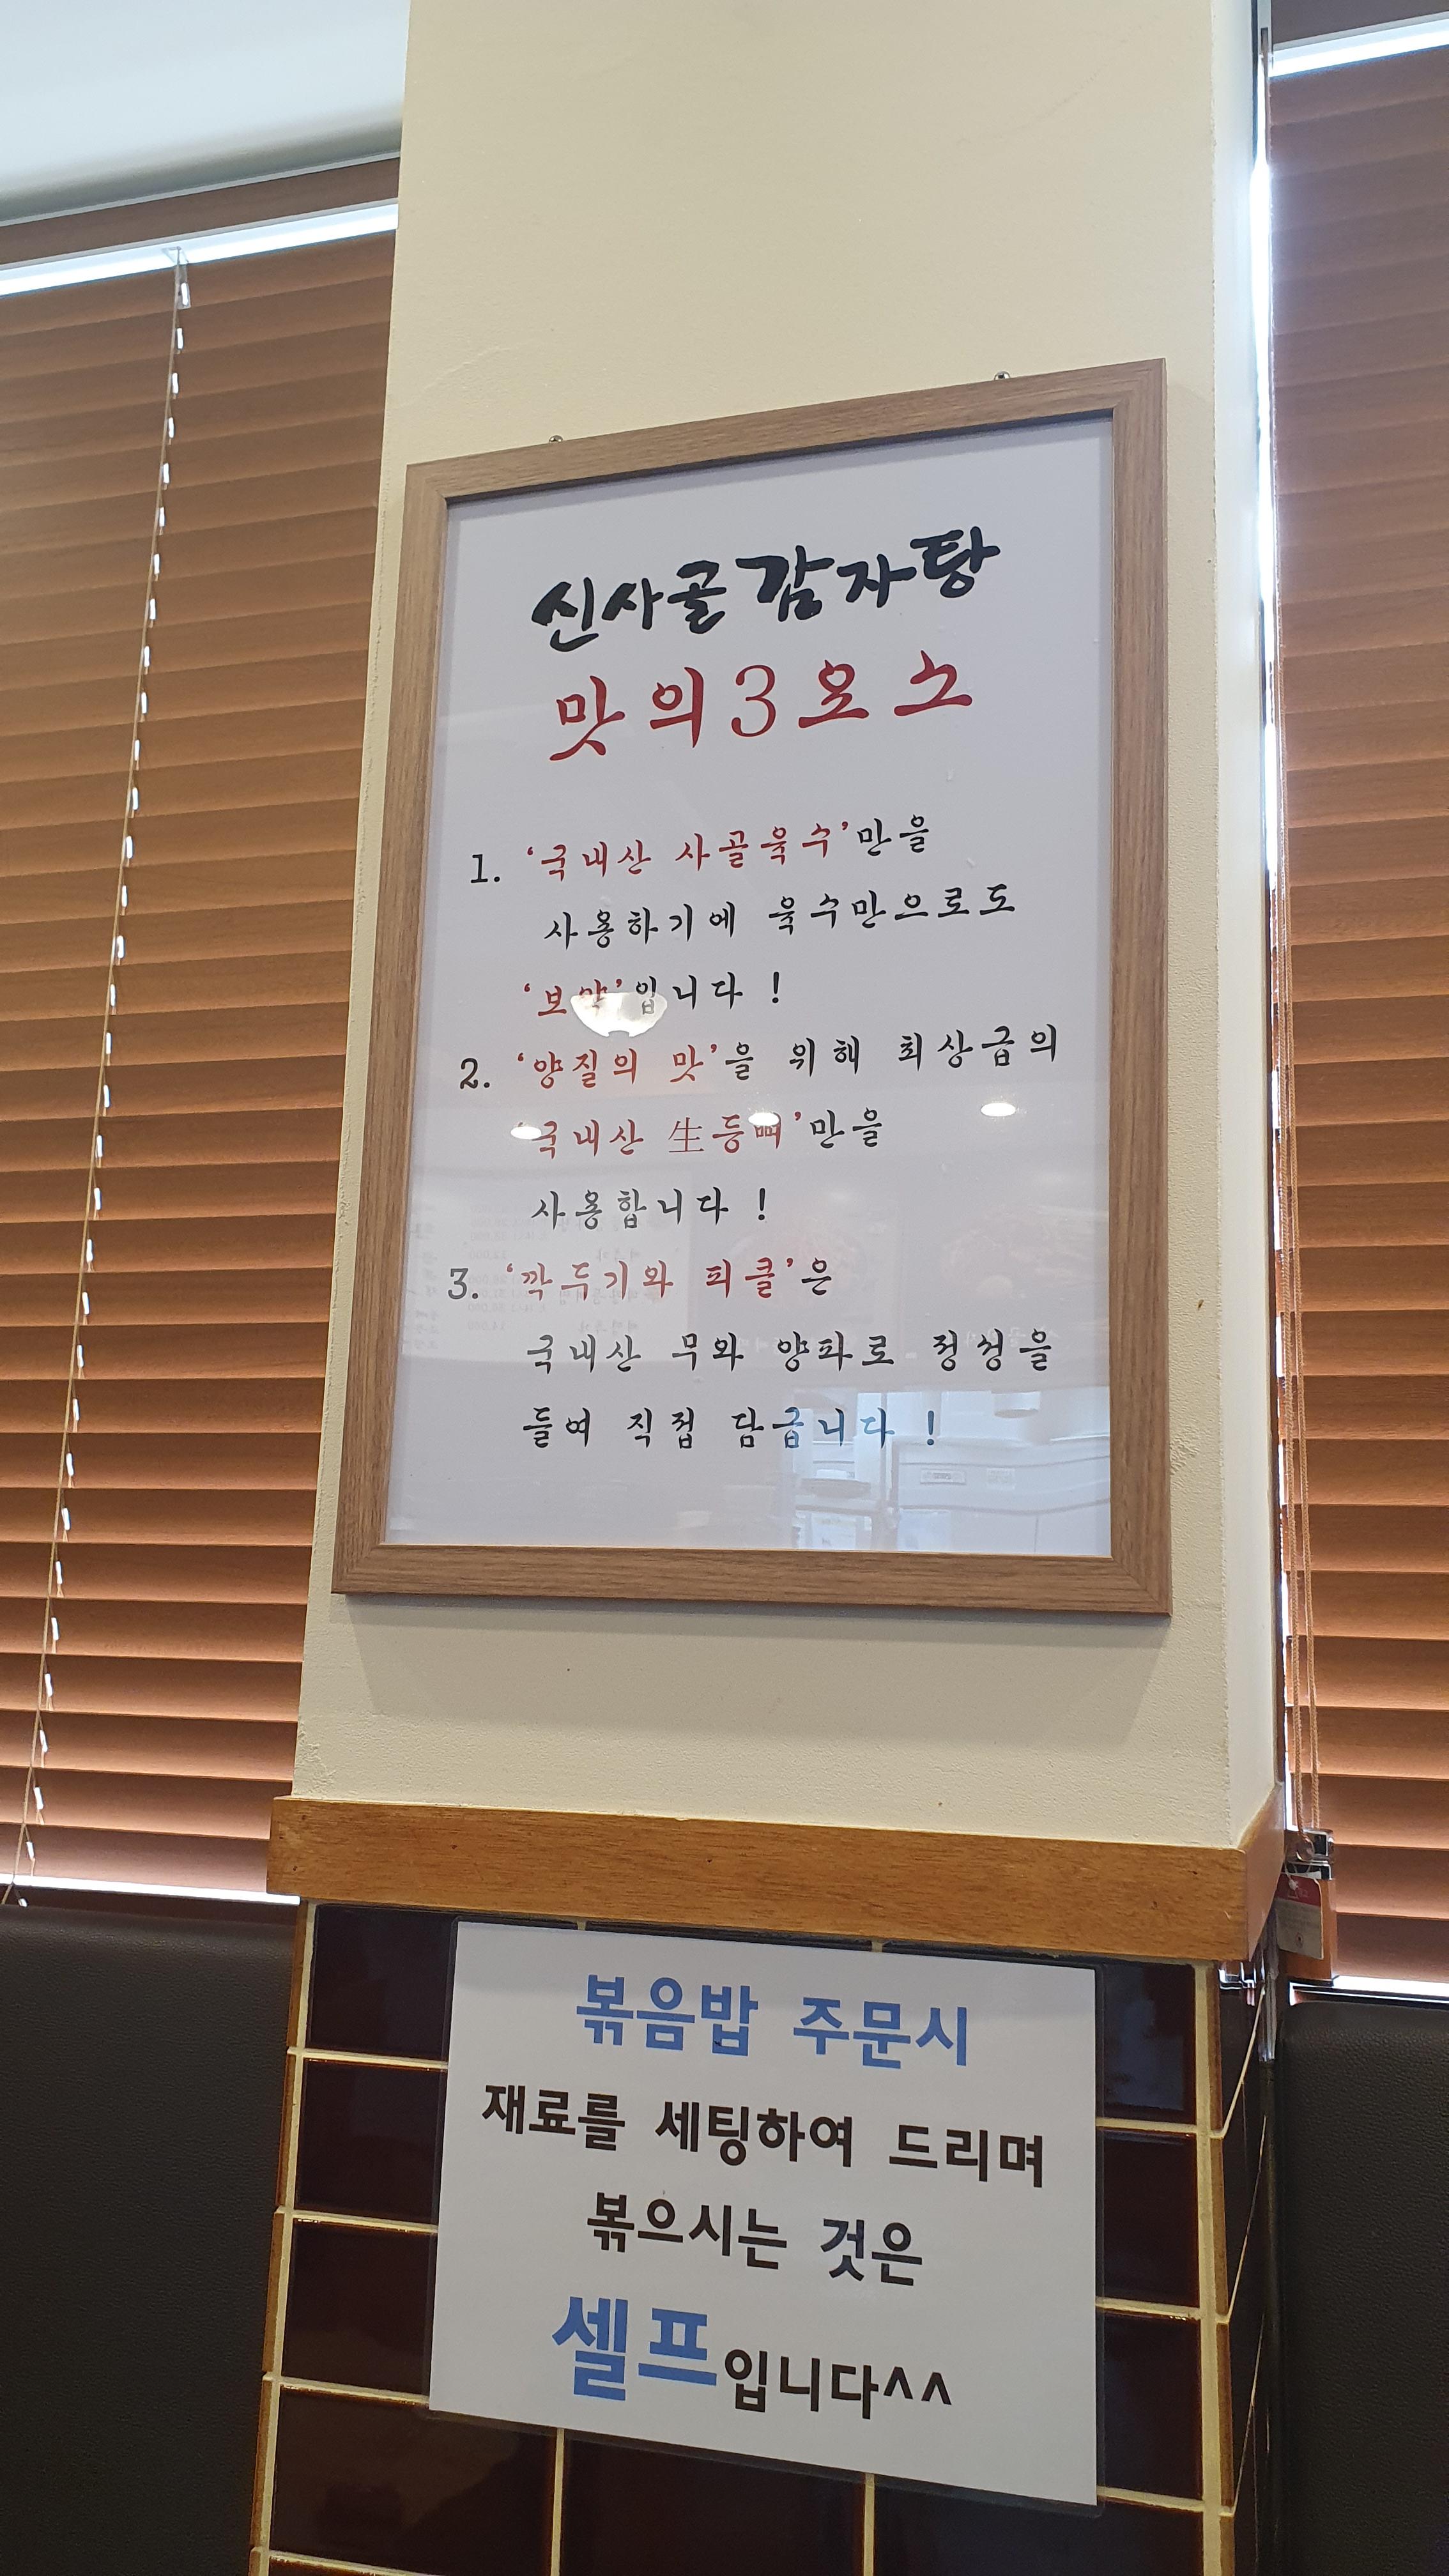 신사골감자탕
맛의3요소
1. ‘국내산 사골육수’만을
사용하기에 육수만으로도
‘보약’입니다 !
2. ‘양질의 맛’을 위해 최상급의
‘국내산 生등뼈’만을
사용합니다 !
3. ‘깍두기와 피클’은
국내산 무와 양파로 정성을
들여 직접 담급니다 !
볶음밥 주문시
재료를 세팅하여 드리며
볶으시는 것은
셀프입니다^^